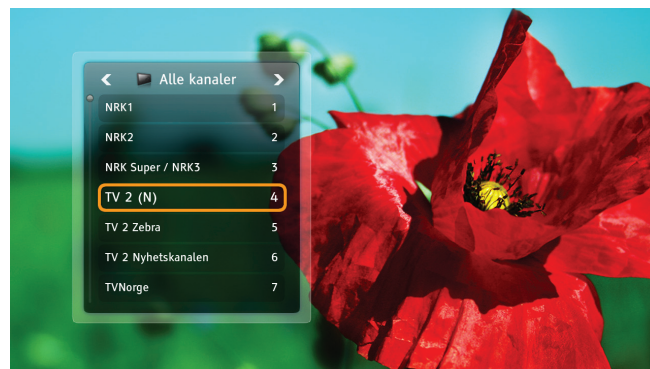 Alle kanaler
NRK1 1
NRK2 2
NRK Super / NRK3 3
TV 2 (N) 4
TV 2 Zebra 5
TV 2 Nyhetskanalen 6
TVNorge 7